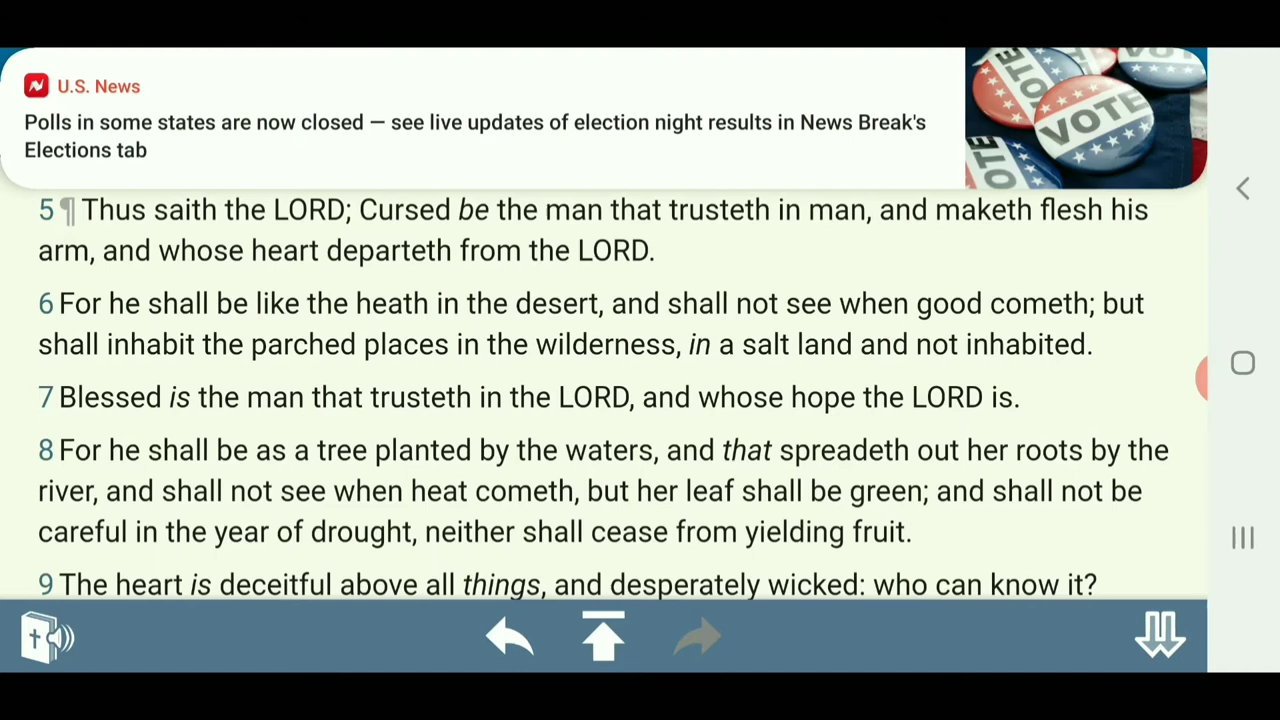 U.S. News
Polls in some states are now closed — see live updates of election night results in News Break's
Elections tab
VOTE
VOTE
VOTE
OTE
5 ¶ Thus saith the LORD; Cursed be the man that trusteth in man, and maketh flesh his
arm, and whose heart departeth from the LORD.
6 For he shall be like the heath in the desert, and shall not see when good cometh; but
shall inhabit the parched places in the wilderness, in a salt land and not inhabited.
7 Blessed is the man that trusteth in the LORD, and whose hope the LORD is.
8 For he shall be as a tree planted by the waters, and that spreadeth out her roots by the
river, and shall not see when heat cometh, but her leaf shall be green; and shall not be
careful in the year of drought, neither shall cease from yielding fruit.
9 The heart is deceitful above all things, and desperately wicked: who can know it?